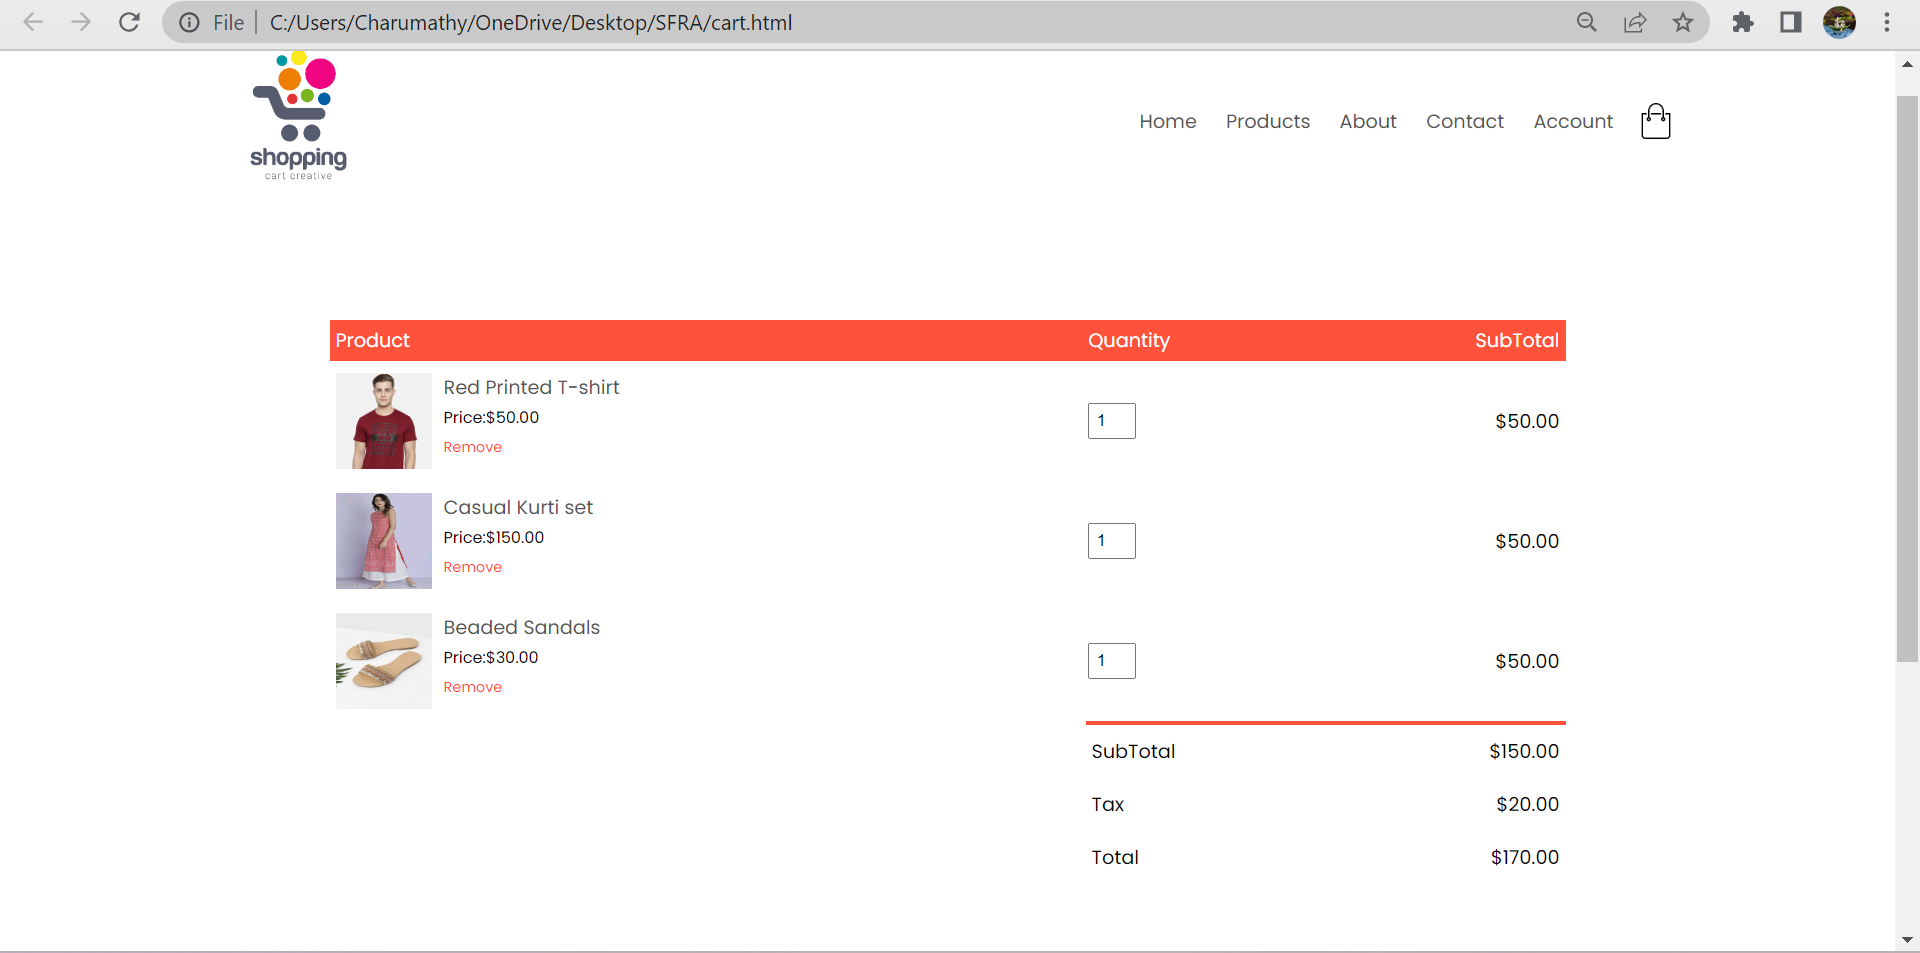 File C:/Users/Charumathy/OneDrive/Desktop/SFRA/cart.html
shopping
cart creative
Home Products About Contact Account
Product Quantity SubTotal
Red Printed T-shirt
Price:$50.00
Remove
1 $50.00
Casual Kurti set
Price:$150.00
Remove
1 $50.00
Beaded Sandals
Price:$30.00
Remove
1 $50.00
SubTotal $150.00
Tax $20.00
Total $170.00